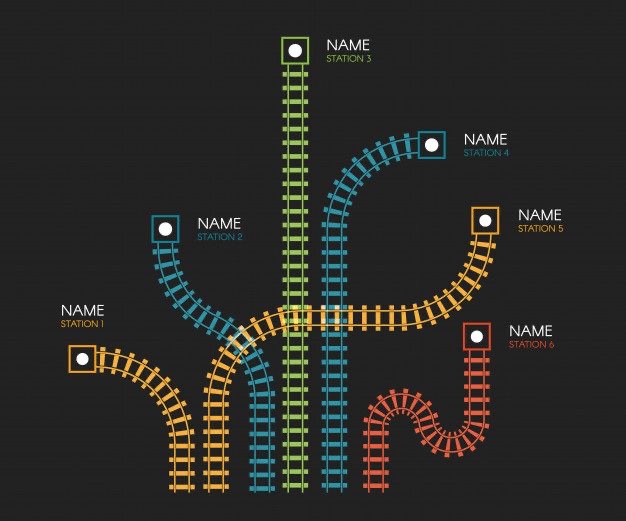 NAME
STATION 3
NAME
STATION 4
NAME
STATION 2
NAME
STATION 5
NAME
STATION 1
NAME
STATION 6